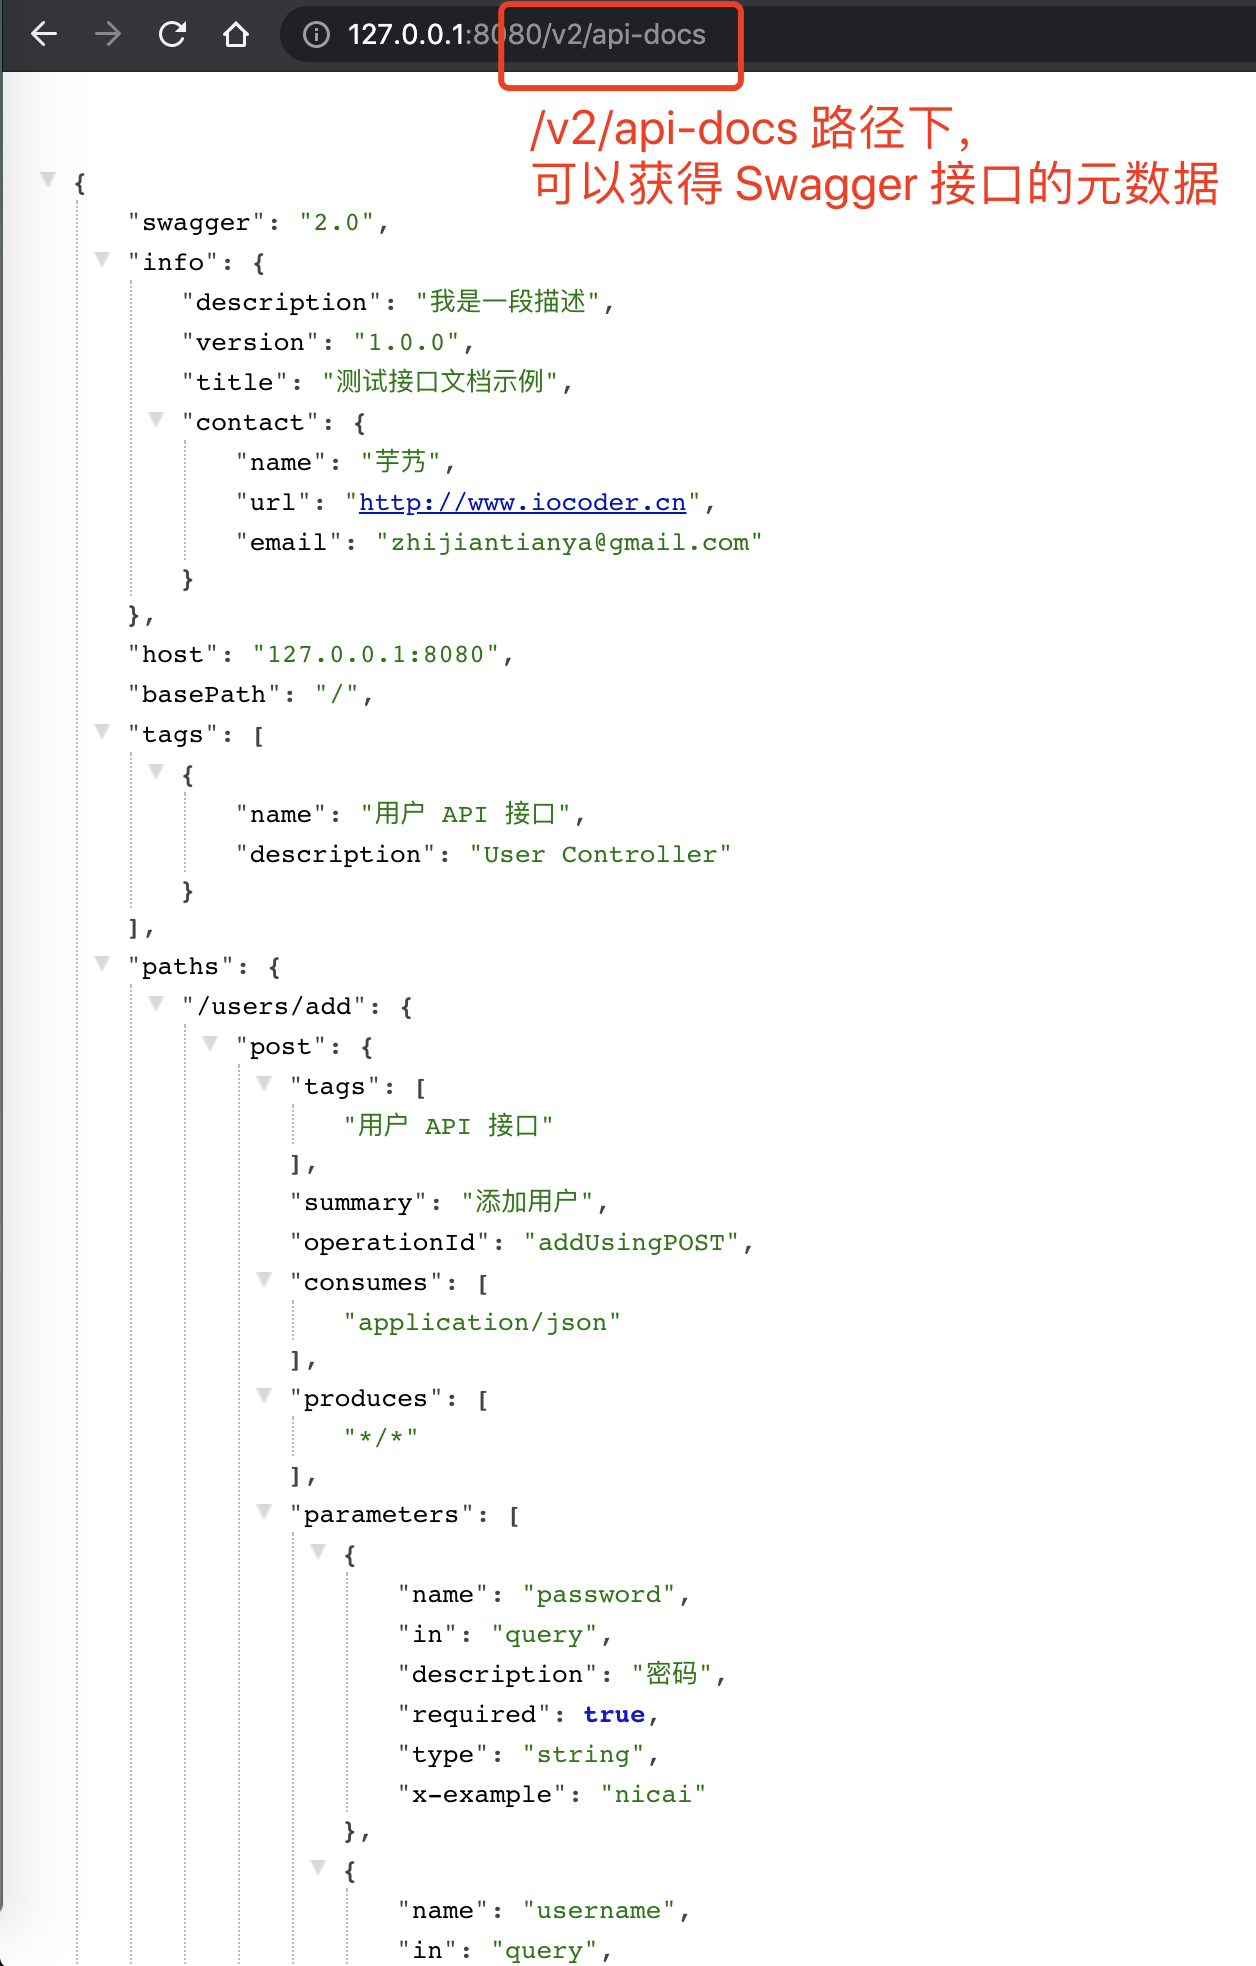 127.0.0.1:8080/v2/api-docs
/v2/api-docs 路径下，
可以获得 Swagger 接口的元数据
{
"swagger": "2.0",
"info": {
"description": "我是一段描述",
"version": "1.0.0",
"title": "测试接口文档示例",
"contact": {
"name": "芋艿",
"url": "http://www.iocoder.cn",
"email": "zhijiantianya@gmail.com"
}
},
"host": "127.0.0.1:8080",
"basePath": "/",
"tags": [
{
"name": "用户 API 接口",
"description": "User Controller"
}
],
"paths": {
"/users/add": {
"post": {
"tags": [
"用户 API 接口"
],
"summary": "添加用户",
"operationId": "addUsingPOST",
"consumes": [
"application/json"
],
"produces": [
"*/*"
],
"parameters": [
{
"name": "password",
"in": "query",
"description": "密码",
"required": true,
"type": "string",
"x-example": "nicai"
},
{
"name": "username",
"in": "query",